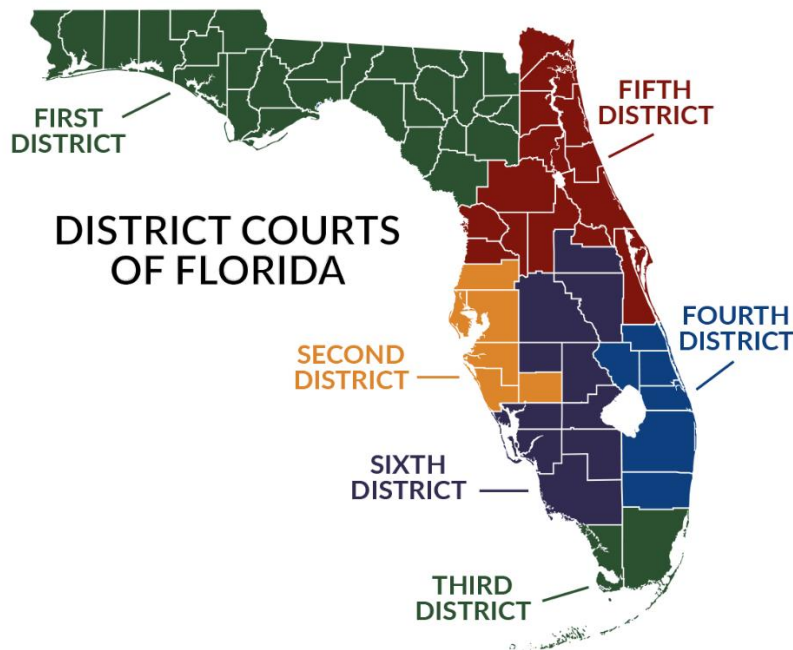 FIRST
DISTRICT
FIFTH
DISTRICT
DISTRICT COURTS
OF FLORIDA
SECOND
DISTRICT
FOURTH
DISTRICT
SIXTH
DISTRICT
THIRD
DISTRICT